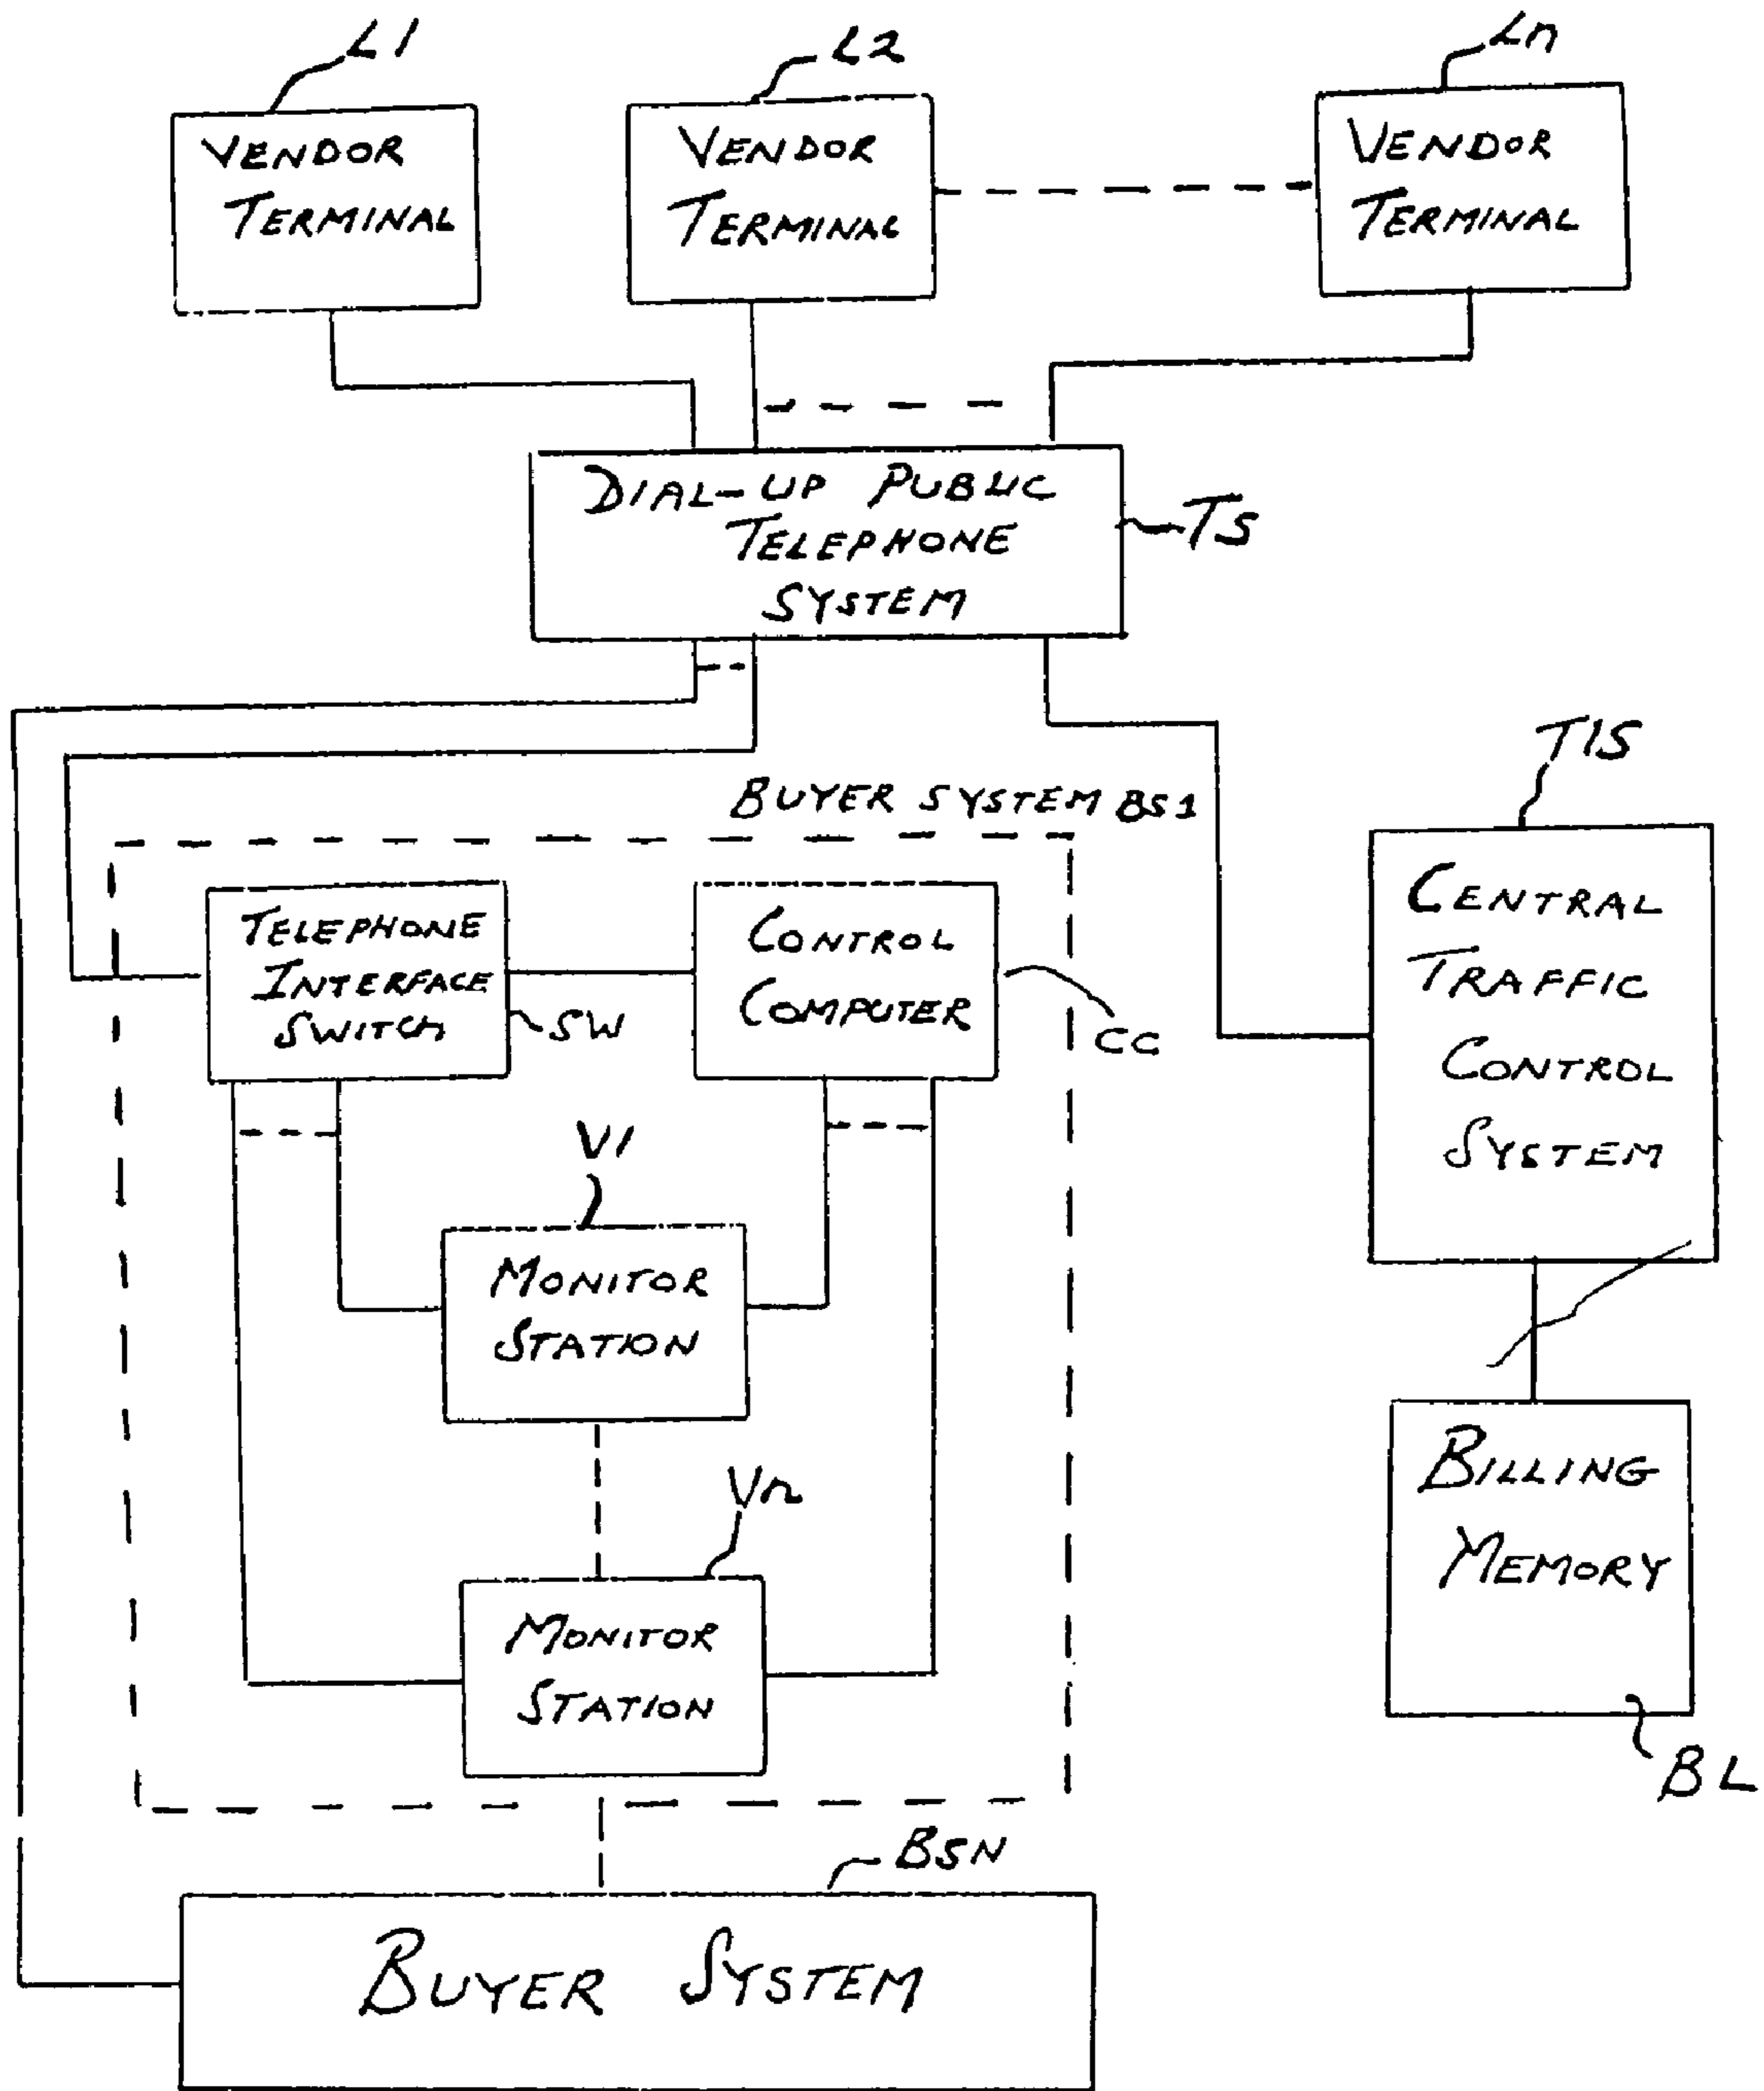 L1
L2
Ln
VENDOR
TERMINAL
VENDOR
TERMINAL
VENDOR
TERMINAL
DIAL-UP PUBLIC
TELEPHONE
SYSTEM
TS
TIS
BUYER SYSTEM BS1
TELEPHONE
INTERFACE
SWITCH
SW
CONTROL
COMPUTER
CC
CENTRAL
TRAFFIC
CONTROL
SYSTEM
V1
MONITOR
STATION
Vn
MONITOR
STATION
BILLING
MEMORY
BL
BSN
BUYER SYSTEM